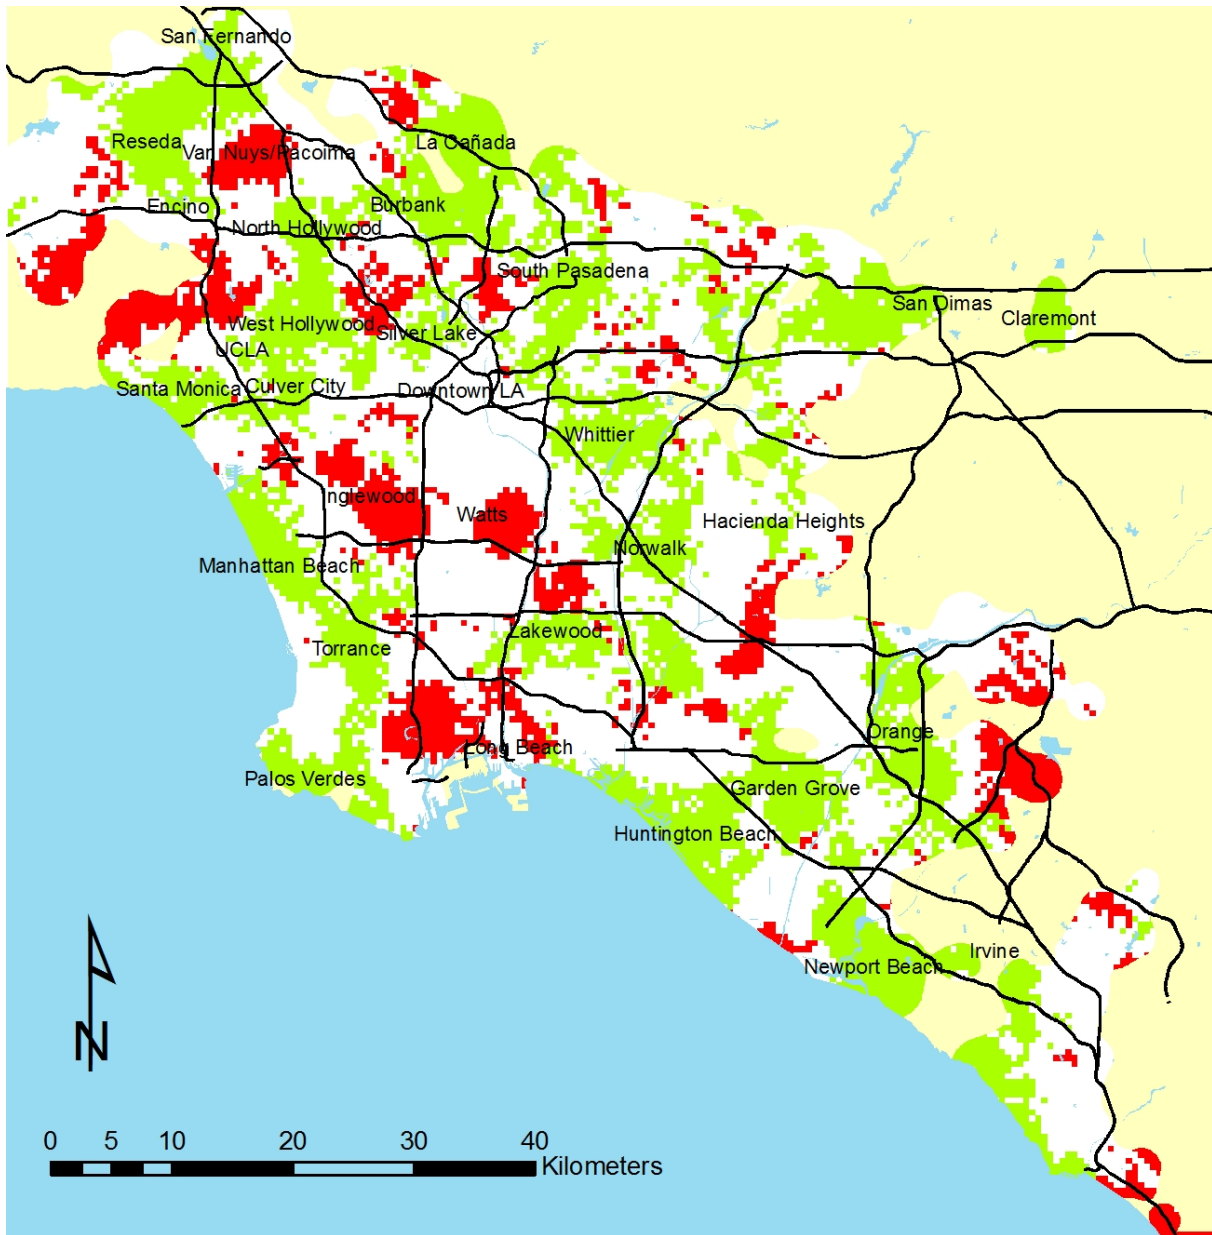 San Fernando
Reseda
Van Nuys/Pacoima
La Cañada
Encino
Burbank
North Hollywood
South Pasadena
San Dimas
Claremont
West Hollywood
Silver Lake
UCLA
Santa Monica
Culver City
Downtown LA
Whittier
Inglewood
Watts
Hacienda Heights
Norwalk
Manhattan Beach
Lakewood
Torrance
Orange
Long Beach
Palos Verdes
Garden Grove
Huntington Beach
Irvine
Newport Beach
N
0 5 10 20 30 40
Kilometers